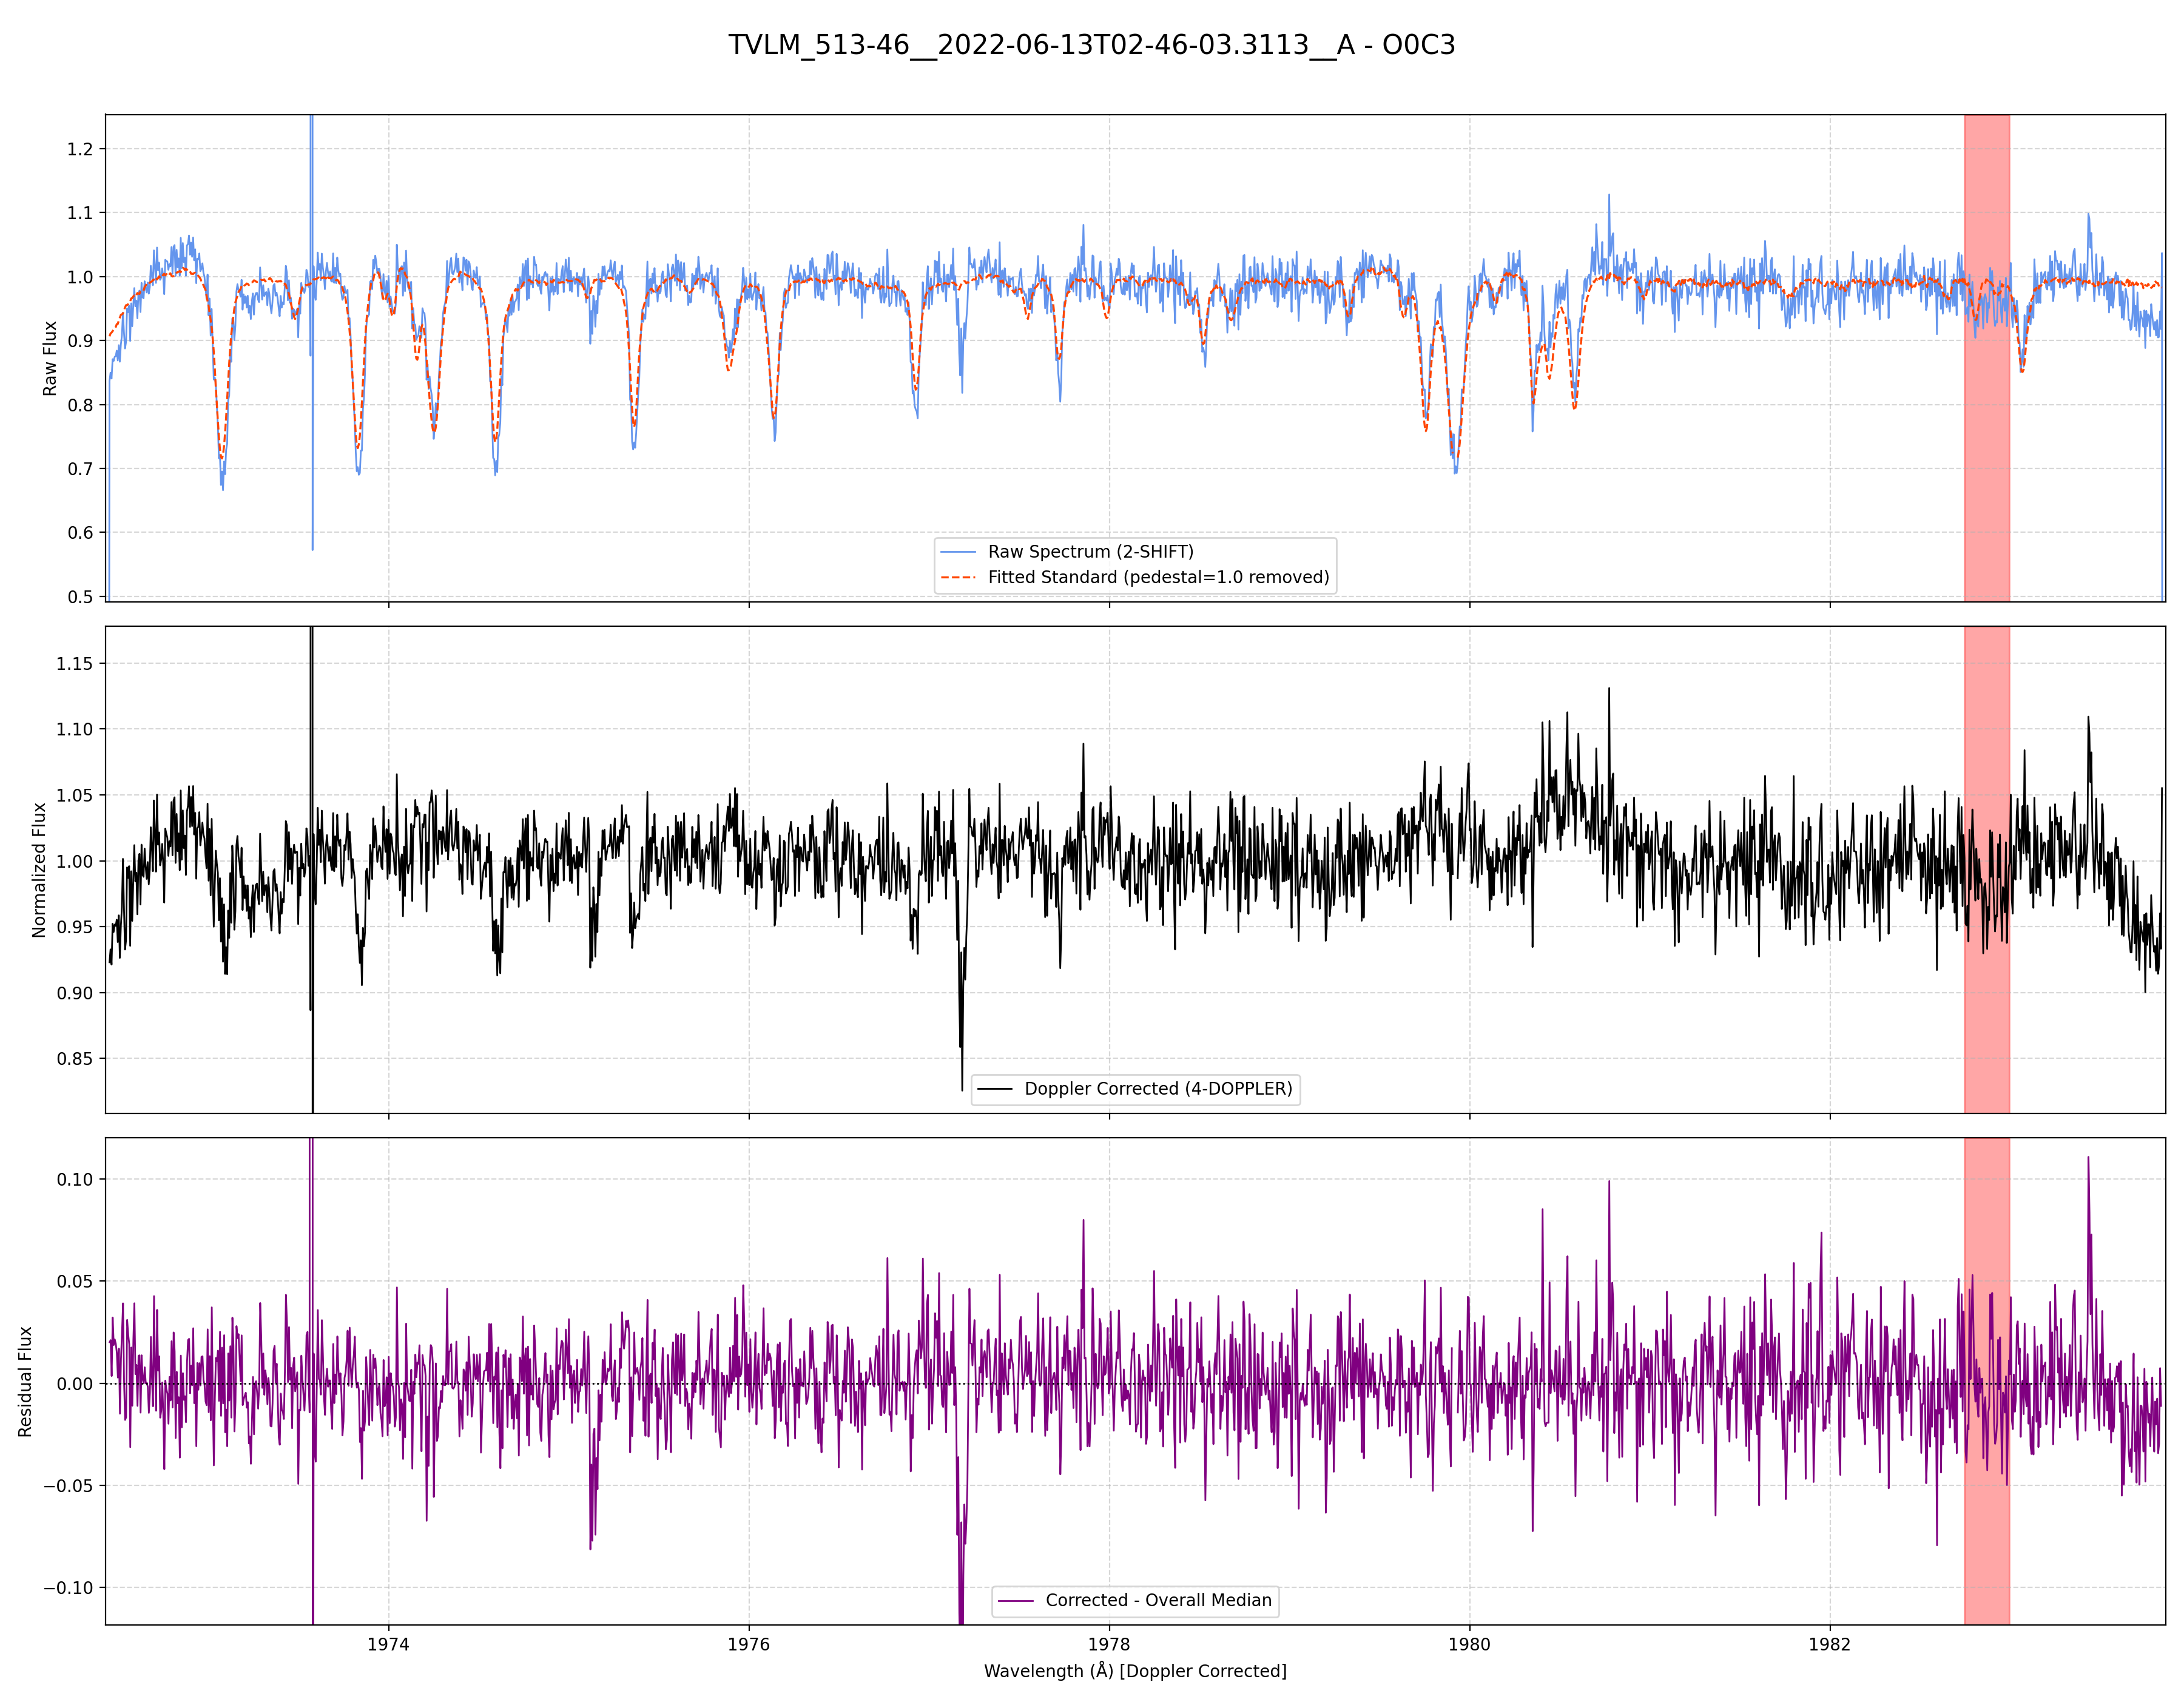 TVLM_513-46__2022-06-13T02-46-03.3113__A - O0C3
1.2
1.1
1.0
0.9
0.8
0.7
0.6
0.5
Raw Flux
Raw Spectrum (2-SHIFT)
Fitted Standard (pedestal=1.0 removed)
1.15
1.10
1.05
1.00
0.95
0.90
0.85
Normalized Flux
Doppler Corrected (4-DOPPLER)
0.10
0.05
0.00
−0.05
−0.10
Residual Flux
Corrected - Overall Median
1974 1976 1978 1980 1982
Wavelength (Å) [Doppler Corrected]